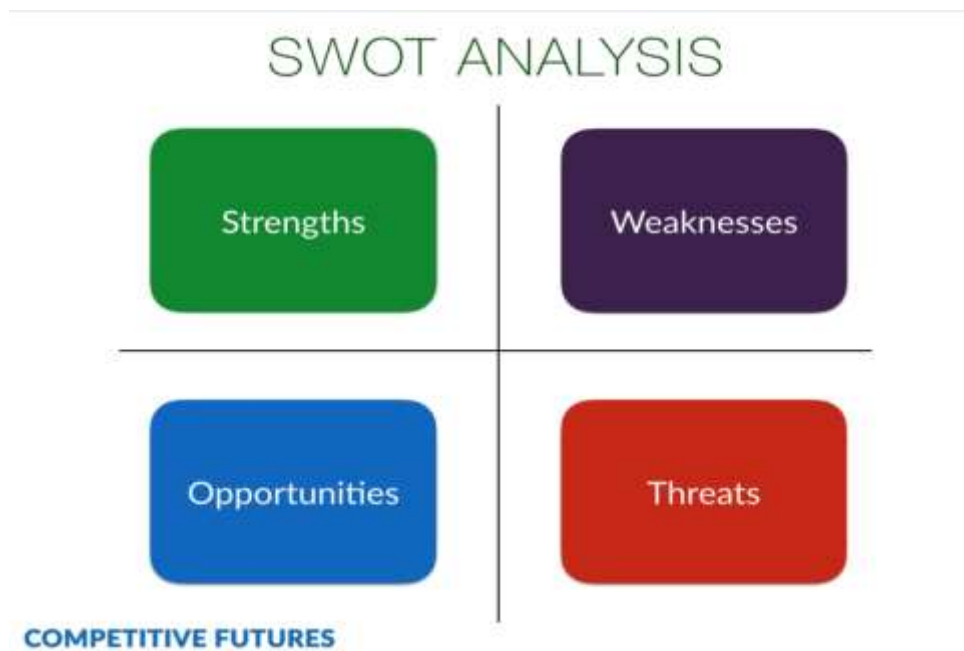 SWOT ANALYSIS
Strengths
Weaknesses
Opportunities
Threats
COMPETITIVE FUTURES